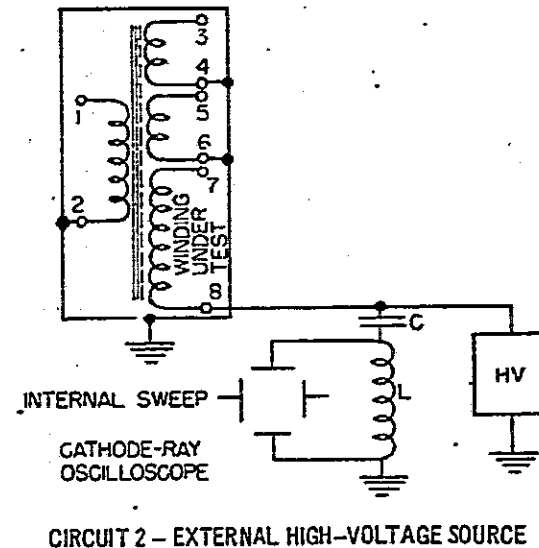 3
4
5
1
6
7
2
WINDING
UNDER
TEST
8
C
HV
INTERNAL SWEEP
L
CATHODE-RAY
OSCILLOSCOPE
CIRCUIT 2 – EXTERNAL HIGH-VOLTAGE SOURCE